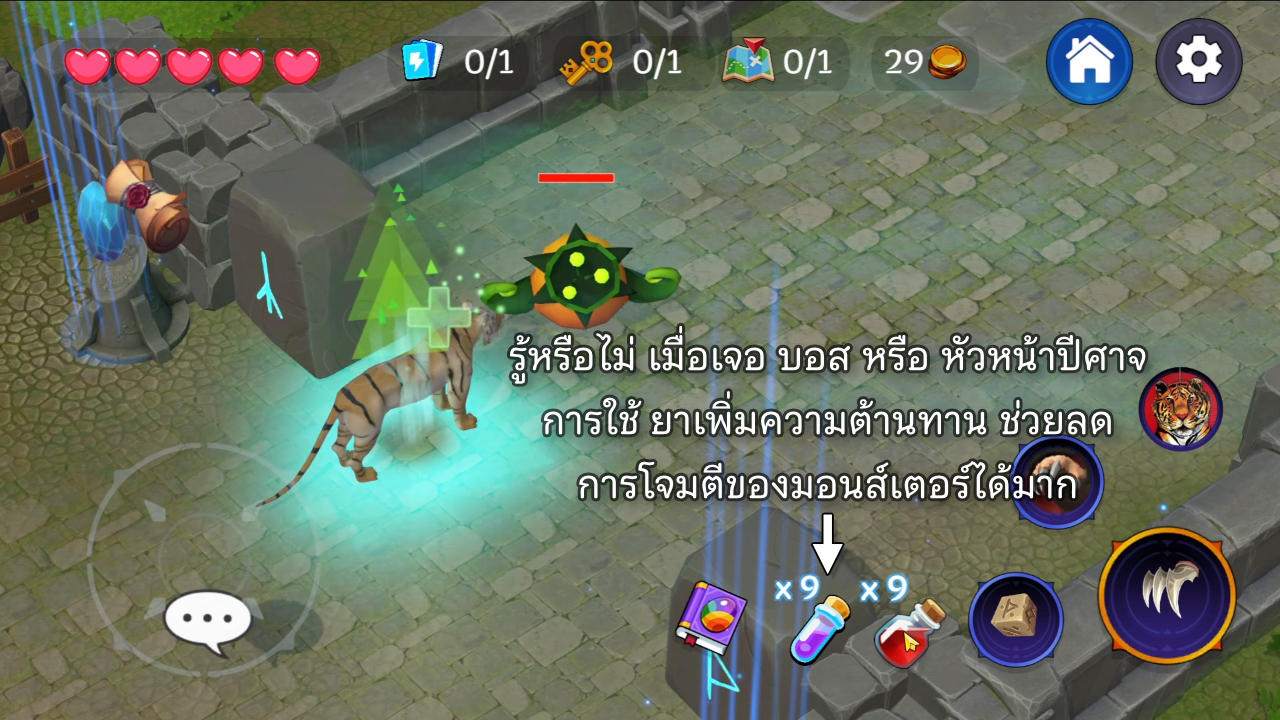 0/1 0/1 0/1 29
รู้หรือไม่ เมื่อเจอ บอส หรือ หัวหน้าปีศาจ
การใช้ ยาเพิ่มความต้านทาน ช่วยลด
การโจมตีของมอนส์เตอร์ได้มาก
x9 x9